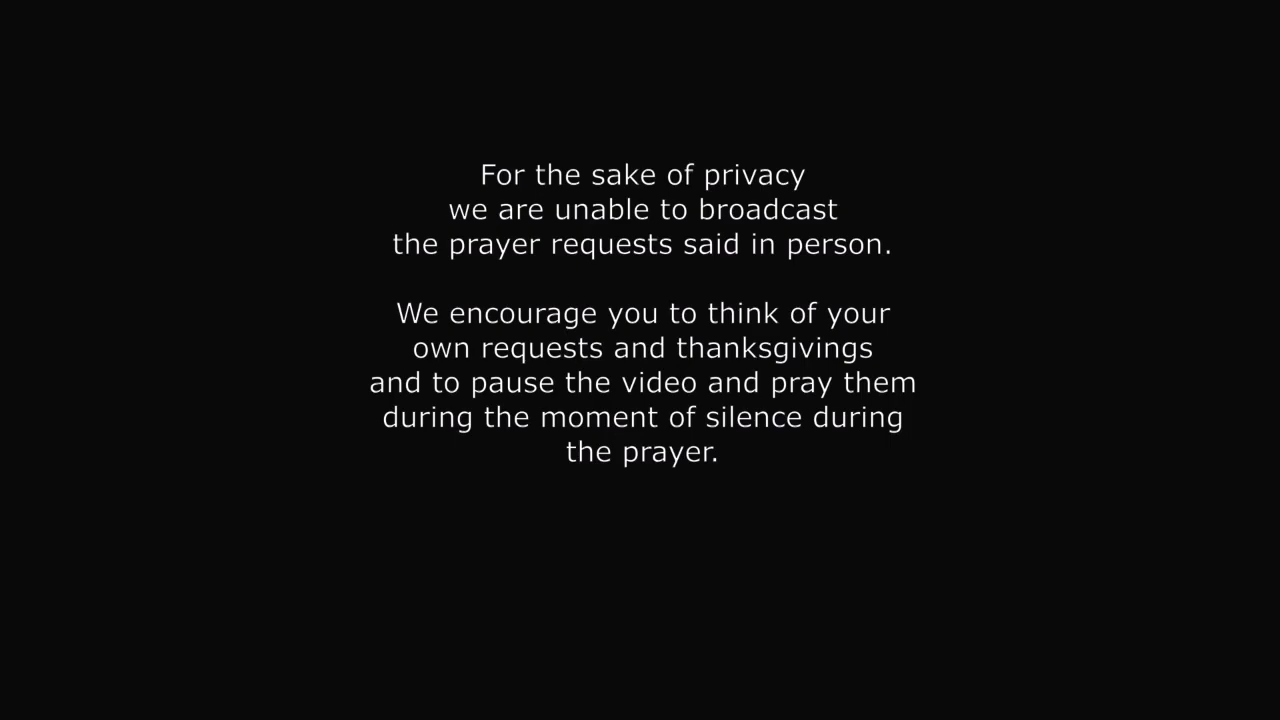 For the sake of privacy
we are unable to broadcast
the prayer requests said in person.
We encourage you to think of your
own requests and thanksgivings
and to pause the video and pray them
during the moment of silence during
the prayer.